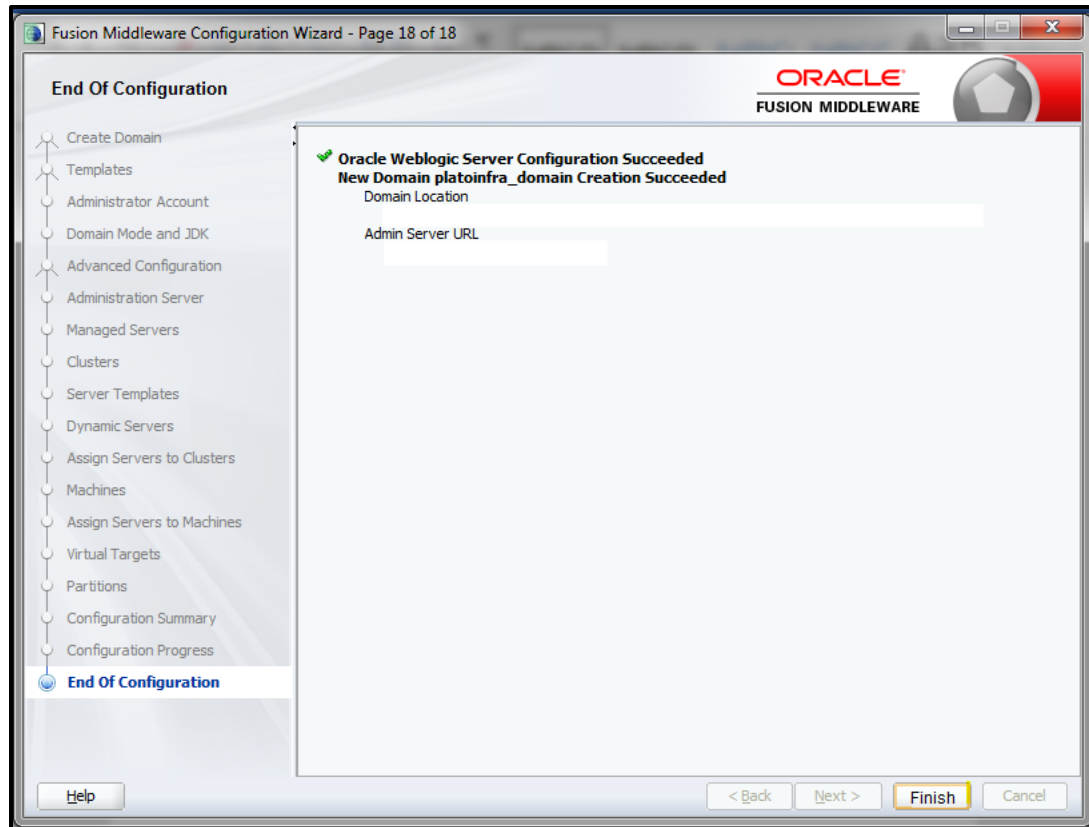 Fusion Middleware Configuration Wizard - Page 18 of 18
End Of Configuration
ORACLE®
FUSION MIDDLEWARE
Create Domain
Templates
Administrator Account
Domain Mode and JDK
Advanced Configuration
Administration Server
Managed Servers
Clusters
Server Templates
Dynamic Servers
Assign Servers to Clusters
Machines
Assign Servers to Machines
Virtual Targets
Partitions
Configuration Summary
Configuration Progress
End Of Configuration
Oracle Weblogic Server Configuration Succeeded
New Domain platoinfra_domain Creation Succeeded
Domain Location
Admin Server URL
Help
< Back
Next >
Finish
Cancel